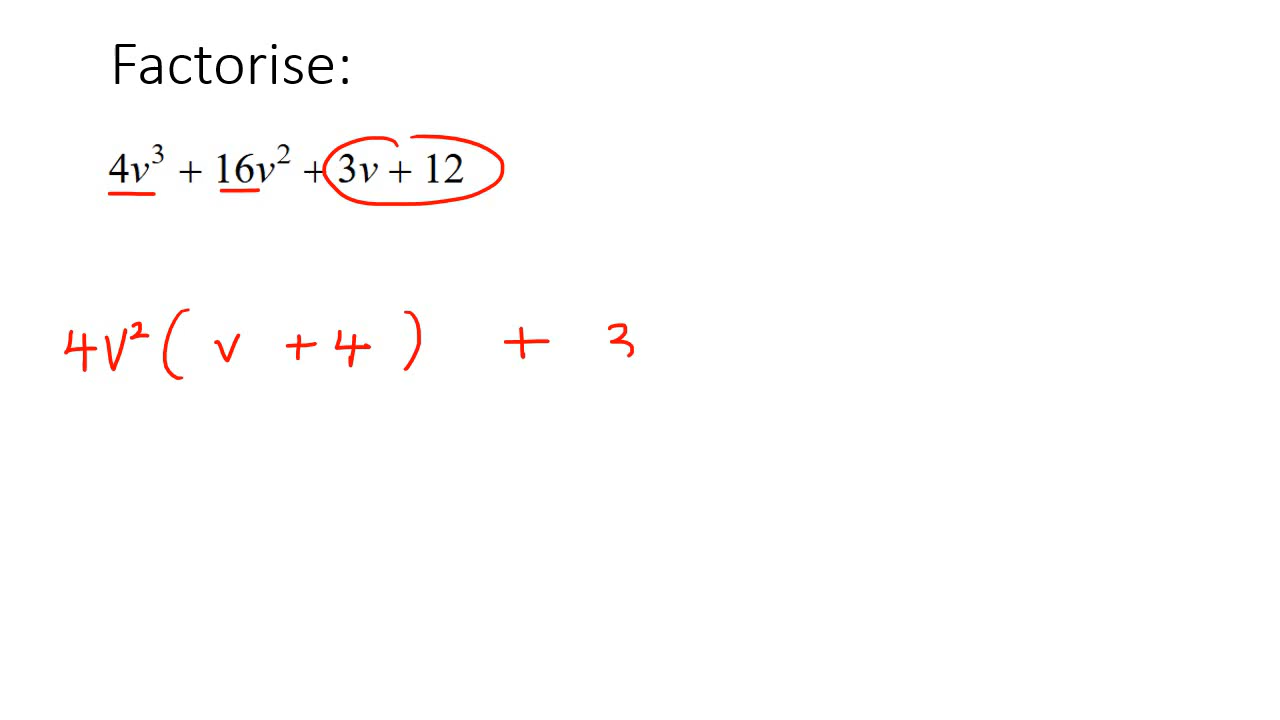 Factorise:
4v³ + 16v² + 3v + 12
4v²( v + 4 ) + 3